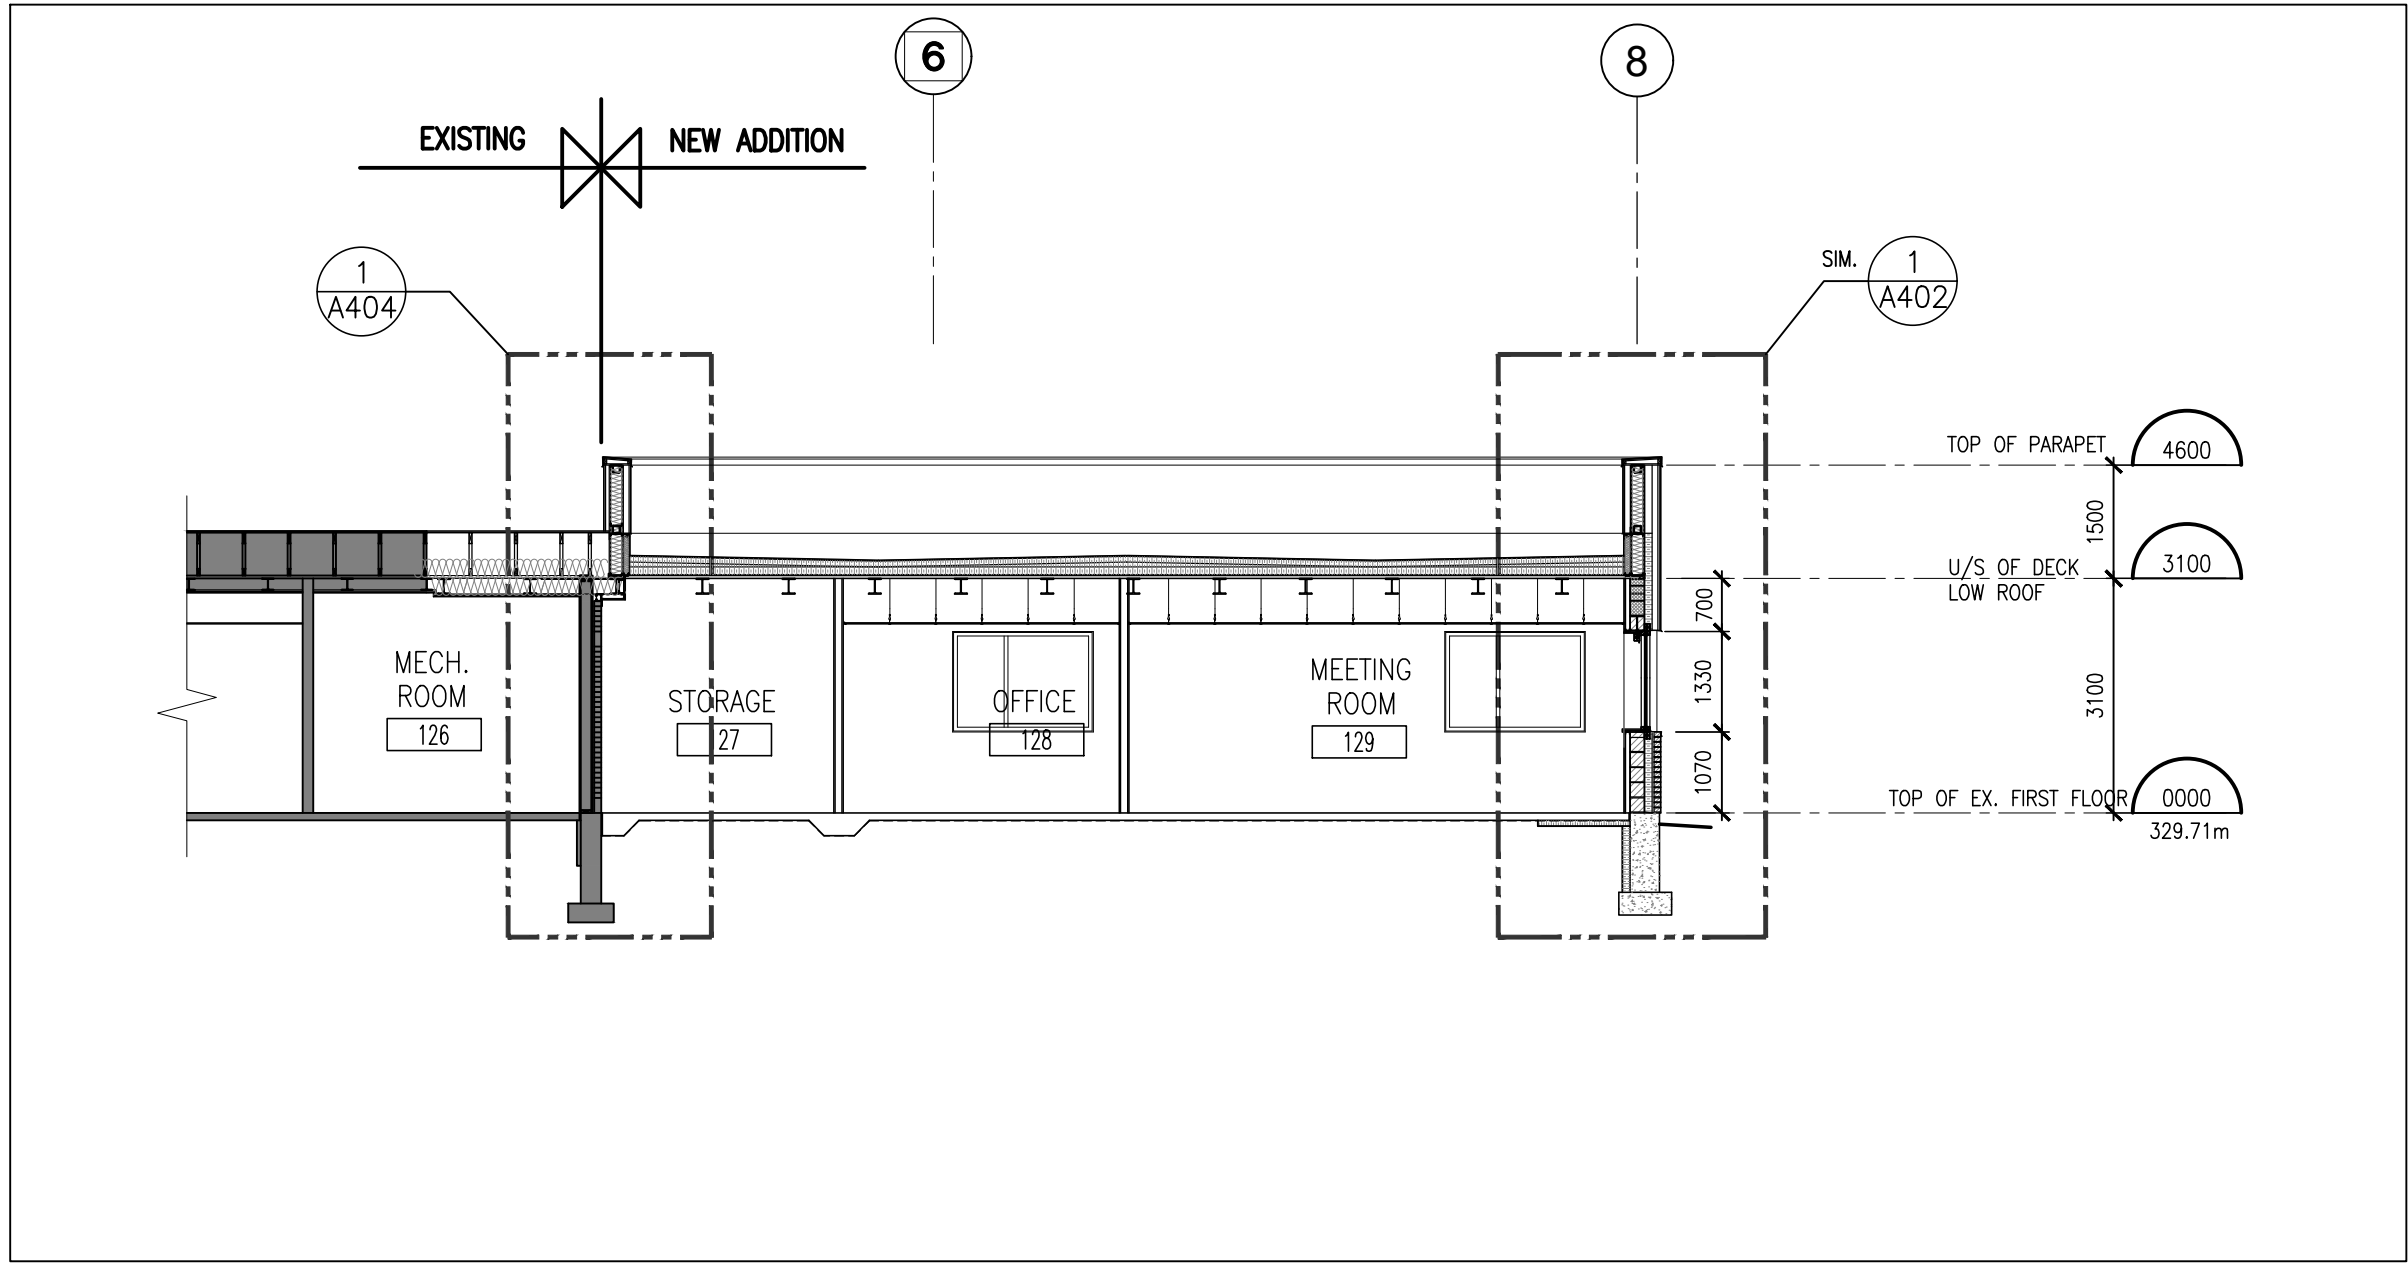 6
8
EXISTING
NEW ADDITION
1
A404
SIM.
1
A402
TOP OF PARAPET
4600
1500
U/S OF DECK
LOW ROOF
3100
700
1330
1070
3100
MECH.
ROOM
126
STORAGE
27
OFFICE
128
MEETING
ROOM
129
TOP OF EX. FIRST FLOOR
0000
329.71m